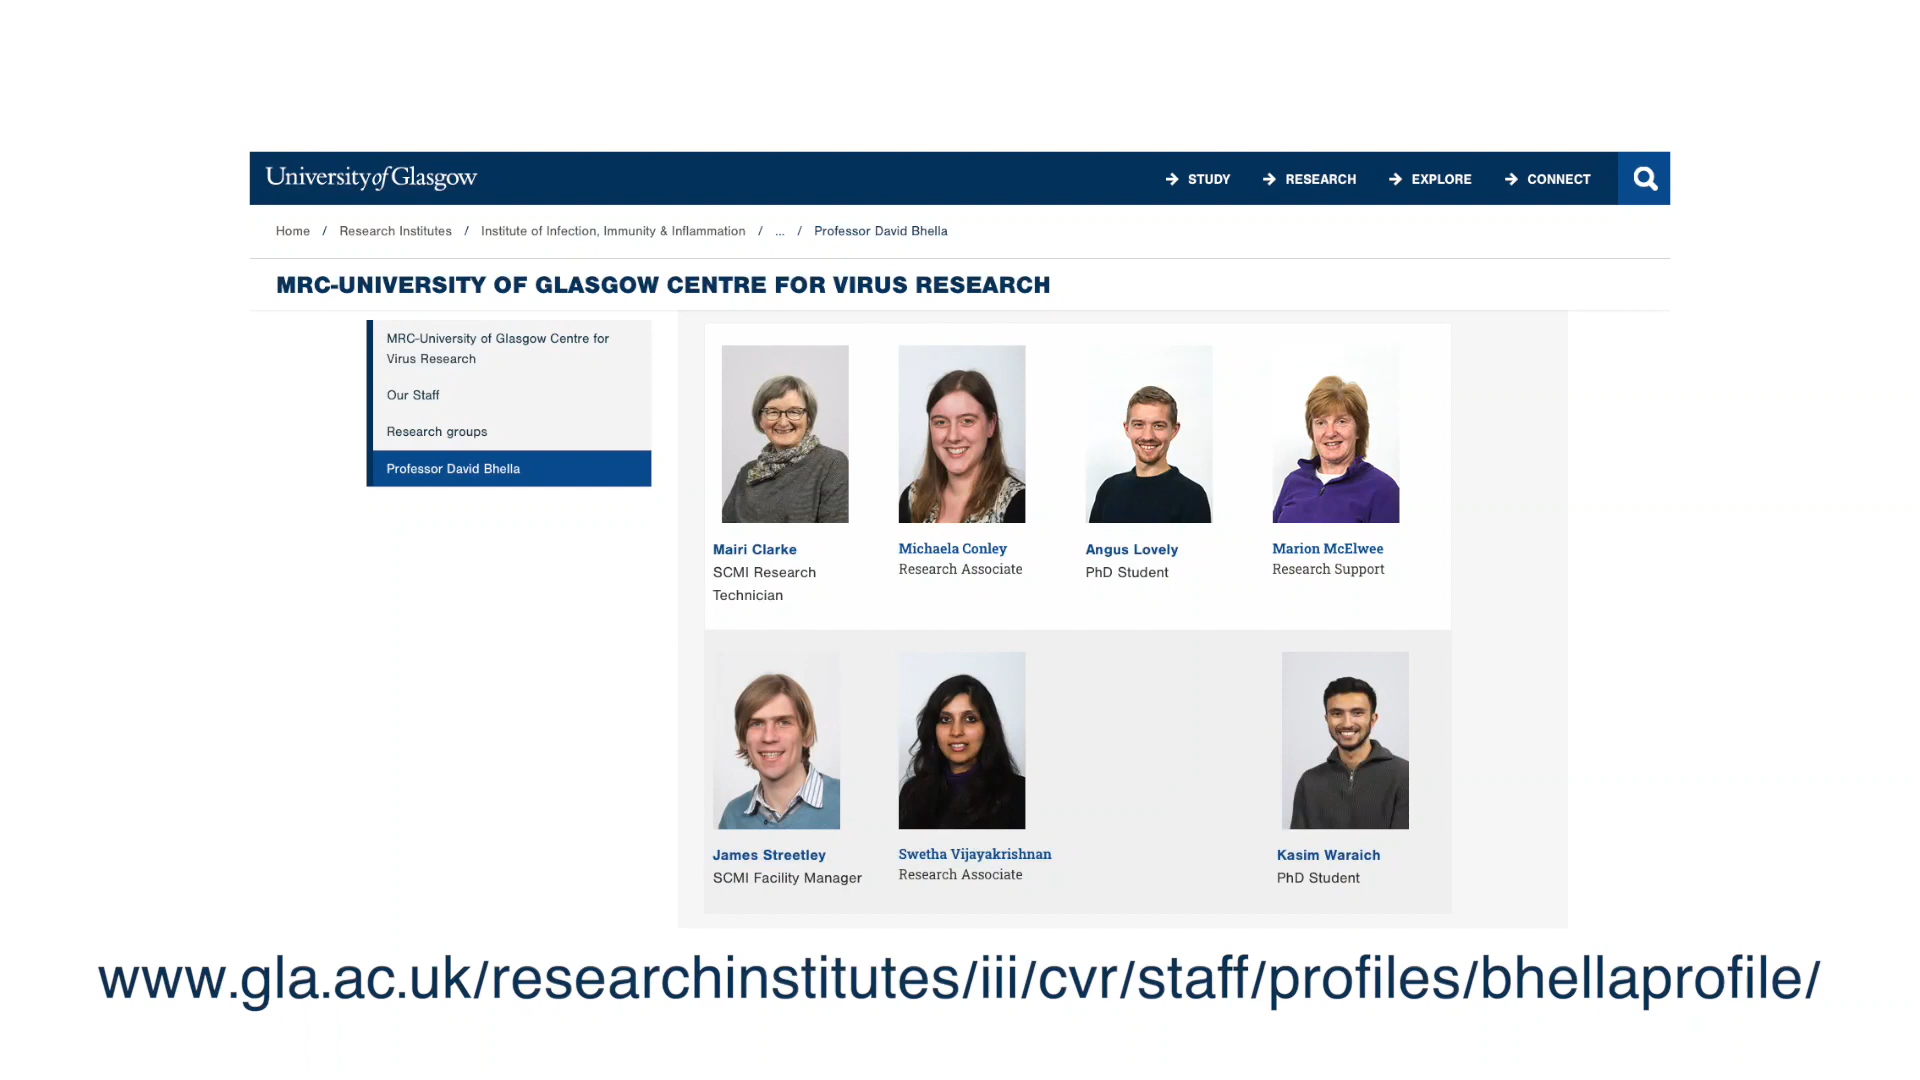 University of Glasgow
→ STUDY → RESEARCH → EXPLORE → CONNECT
Home / Research Institutes / Institute of Infection, Immunity & Inflammation / ... / Professor David Bhella
MRC-UNIVERSITY OF GLASGOW CENTRE FOR VIRUS RESEARCH
MRC-University of Glasgow Centre for
Virus Research
Our Staff
Research groups
Professor David Bhella
Mairi Clarke
SCMI Research
Technician
Michaela Conley
Research Associate
Angus Lovely
PhD Student
Marion McElwee
Research Support
James Streetley
SCMI Facility Manager
Swetha Vijayakrishnan
Research Associate
Kasim Waraich
PhD Student
www.gla.ac.uk/researchinstitutes/iii/cvr/staff/profiles/bhellaprofile/